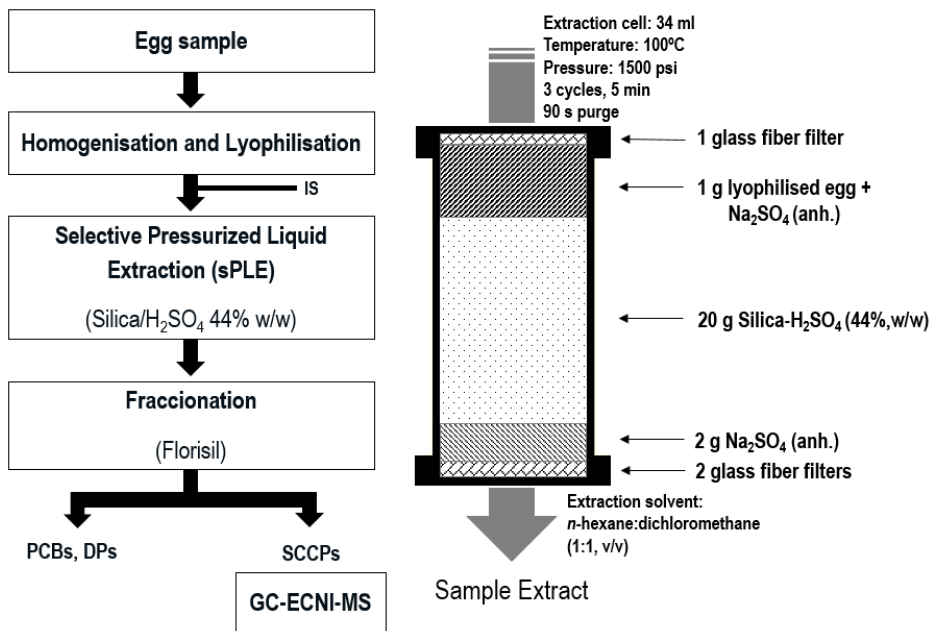 Egg sample
Homogenisation and Lyophilisation
IS
Selective Pressurized Liquid
Extraction (sPLE)
(Silica/H₂SO₄ 44% w/w)
Fraccionation
(Florisil)
PCBs, DPs
SCCPs
GC-ECNI-MS
Extraction cell: 34 ml
Temperature: 100ºC
Pressure: 1500 psi
3 cycles, 5 min
90 s purge
1 glass fiber filter
1 g lyophilised egg +
Na₂SO₄ (anh.)
20 g Silica-H₂SO₄ (44%,w/w)
2 g Na₂SO₄ (anh.)
2 glass fiber filters
Extraction solvent:
n-hexane:dichloromethane
(1:1, v/v)
Sample Extract